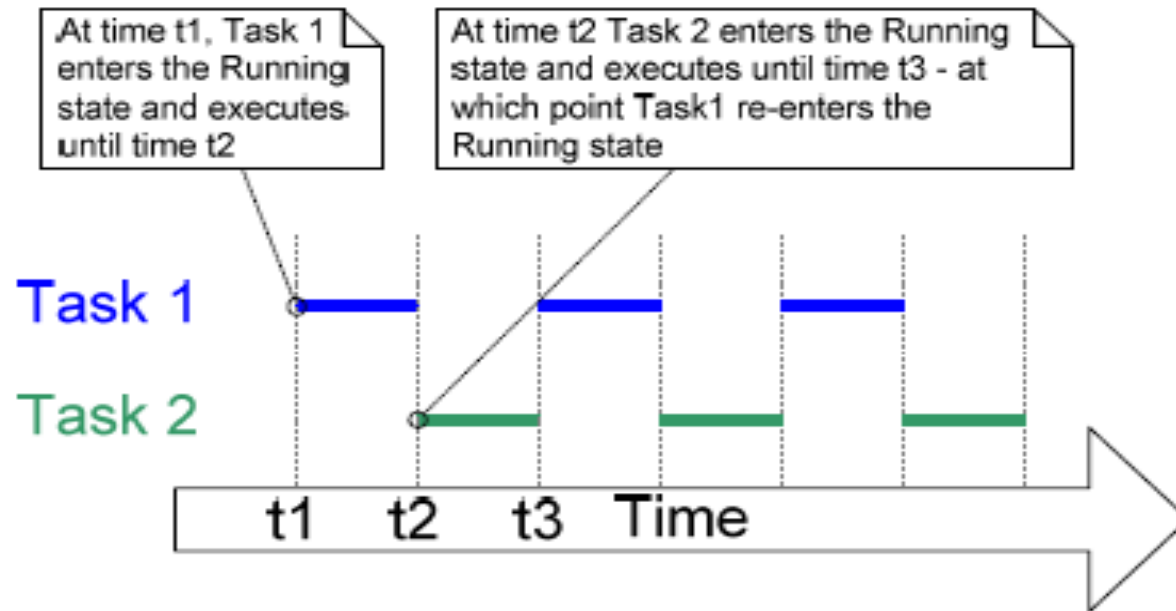 At time t1, Task 1
enters the Running
state and executes
until time t2
At time t2 Task 2 enters the Running
state and executes until time t3 - at
which point Task1 re-enters the
Running state
Task 1
Task 2
t1 t2 t3 Time